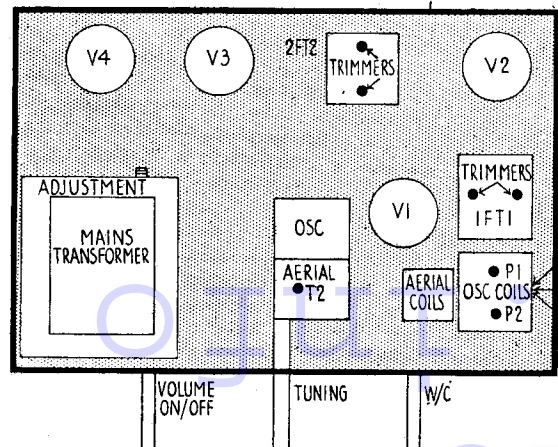 V4
V3
2FT2
TRIMMERS
V2
ADJUSTMENT
MAINS
TRANSFORMER
OSC
AERIAL
T2
V1
TRIMMERS
1FT1
AERIAL
COILS
P1
OSC COILS
P2
VOLUME
ON/OFF
TUNING
W/C